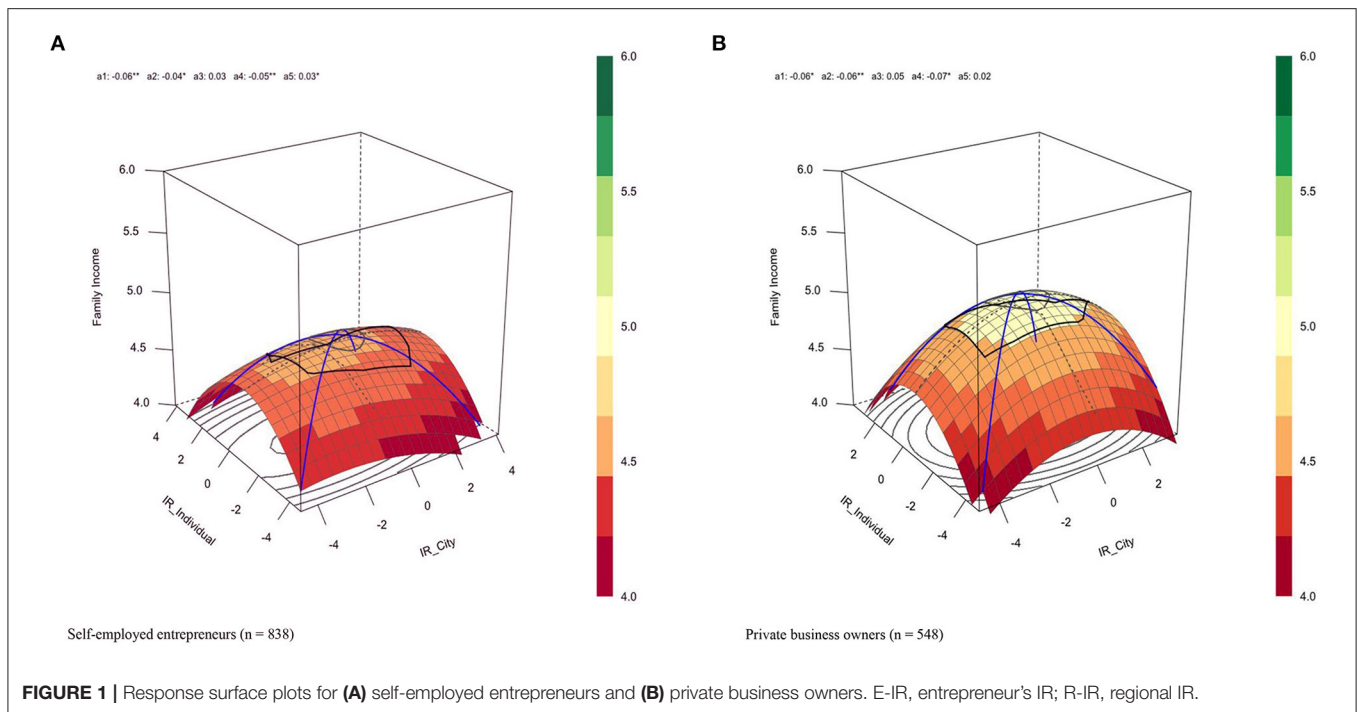 A
a1: -0.06** a2: -0.04* a3: 0.03 a4: -0.05** a5: 0.03*
6.0
5.5
5.0
4.5
4.0
Family Income
4
2
0
-2
-4
IR_Individual
-4
-2
0
2
4
IR_City
6.0
5.5
5.0
4.5
4.0
Self-employed entrepreneurs (n = 838)
B
a1: -0.06* a2: -0.06** a3: 0.05 a4: -0.07* a5: 0.02
6.0
5.5
5.0
4.5
4.0
Family Income
2
0
-2
-4
IR_Individual
-4
-2
0
2
IR_City
6.0
5.5
5.0
4.5
4.0
Private business owners (n = 548)
FIGURE 1 | Response surface plots for (A) self-employed entrepreneurs and (B) private business owners. E-IR, entrepreneur's IR; R-IR, regional IR.